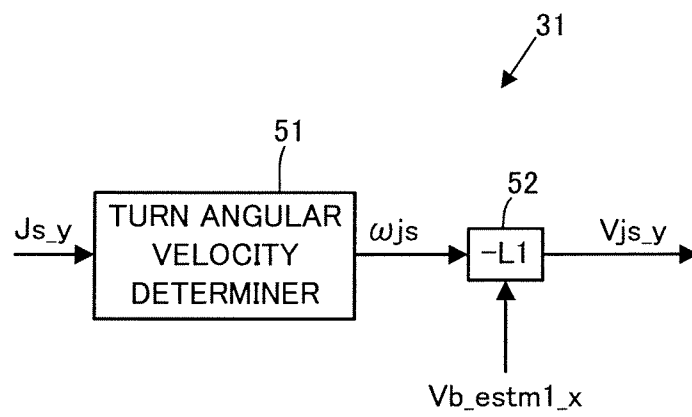 31
51
52
Js_y
TURN ANGULAR
VELOCITY
DETERMINER
ωjs
-L1
Vjs_y
Vb_estm1_x